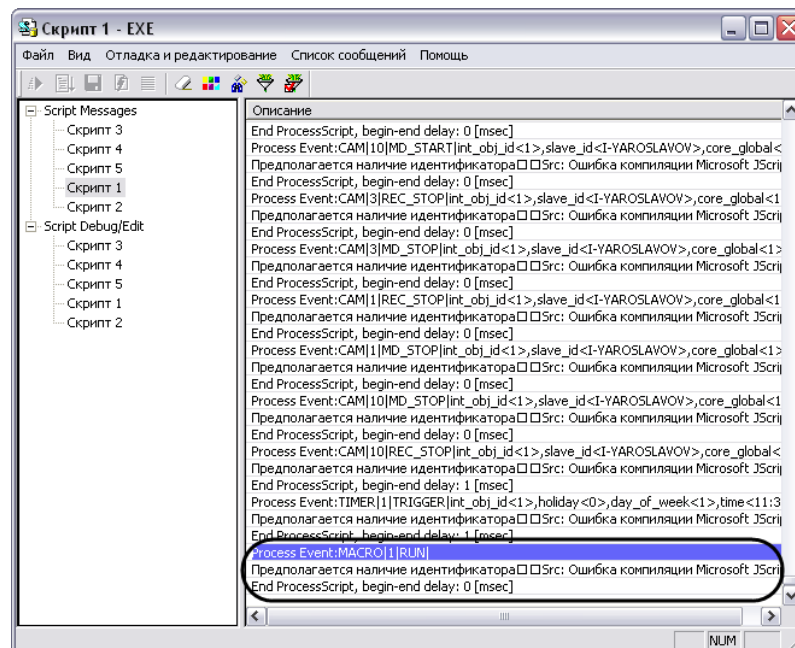 Скрипт 1 - EXE
Файл Вид Отладка и редактирование Список сообщений Помощь
Script Messages
Скрипт 3
Скрипт 4
Скрипт 5
Скрипт 1
Скрипт 2
Script Debug/Edit
Скрипт 3
Скрипт 4
Скрипт 5
Скрипт 1
Скрипт 2
Описание
End ProcessScript, begin-end delay: 0 [msec]
Process Event:CAM|10|MD_START|int_obj_id<1>,slave_id<I-YAROSLAVOV>,core_global<
Предполагается наличие идентификатора□□Src: Ошибка компиляции Microsoft JScri
End ProcessScript, begin-end delay: 0 [msec]
Process Event:CAM|3|REC_STOP|int_obj_id<1>,slave_id<I-YAROSLAVOV>,core_global<1
Предполагается наличие идентификатора□□Src: Ошибка компиляции Microsoft JScri
End ProcessScript, begin-end delay: 0 [msec]
Process Event:CAM|3|MD_STOP|int_obj_id<1>,slave_id<I-YAROSLAVOV>,core_global<1>
Предполагается наличие идентификатора□□Src: Ошибка компиляции Microsoft JScri
End ProcessScript, begin-end delay: 0 [msec]
Process Event:CAM|1|REC_STOP|int_obj_id<1>,slave_id<I-YAROSLAVOV>,core_global<1
Предполагается наличие идентификатора□□Src: Ошибка компиляции Microsoft JScri
End ProcessScript, begin-end delay: 0 [msec]
Process Event:CAM|1|MD_STOP|int_obj_id<1>,slave_id<I-YAROSLAVOV>,core_global<1>
Предполагается наличие идентификатора□□Src: Ошибка компиляции Microsoft JScri
End ProcessScript, begin-end delay: 0 [msec]
Process Event:CAM|10|MD_STOP|int_obj_id<1>,slave_id<I-YAROSLAVOV>,core_global<1
Предполагается наличие идентификатора□□Src: Ошибка компиляции Microsoft JScri
End ProcessScript, begin-end delay: 0 [msec]
Process Event:CAM|10|REC_STOP|int_obj_id<1>,slave_id<I-YAROSLAVOV>,core_global<
Предполагается наличие идентификатора□□Src: Ошибка компиляции Microsoft JScri
End ProcessScript, begin-end delay: 1 [msec]
Process Event:TIMER|1|TRIGGER|int_obj_id<1>,holiday<0>,day_of_week<1>,time<11:3
Предполагается наличие идентификатора□□Src: Ошибка компиляции Microsoft JScri
End ProcessScript, begin-end delay: 1 [msec]
Process Event:MACRO|1|RUN|
Предполагается наличие идентификатора□□Src: Ошибка компиляции Microsoft JScri
End ProcessScript, begin-end delay: 0 [msec]
NUM